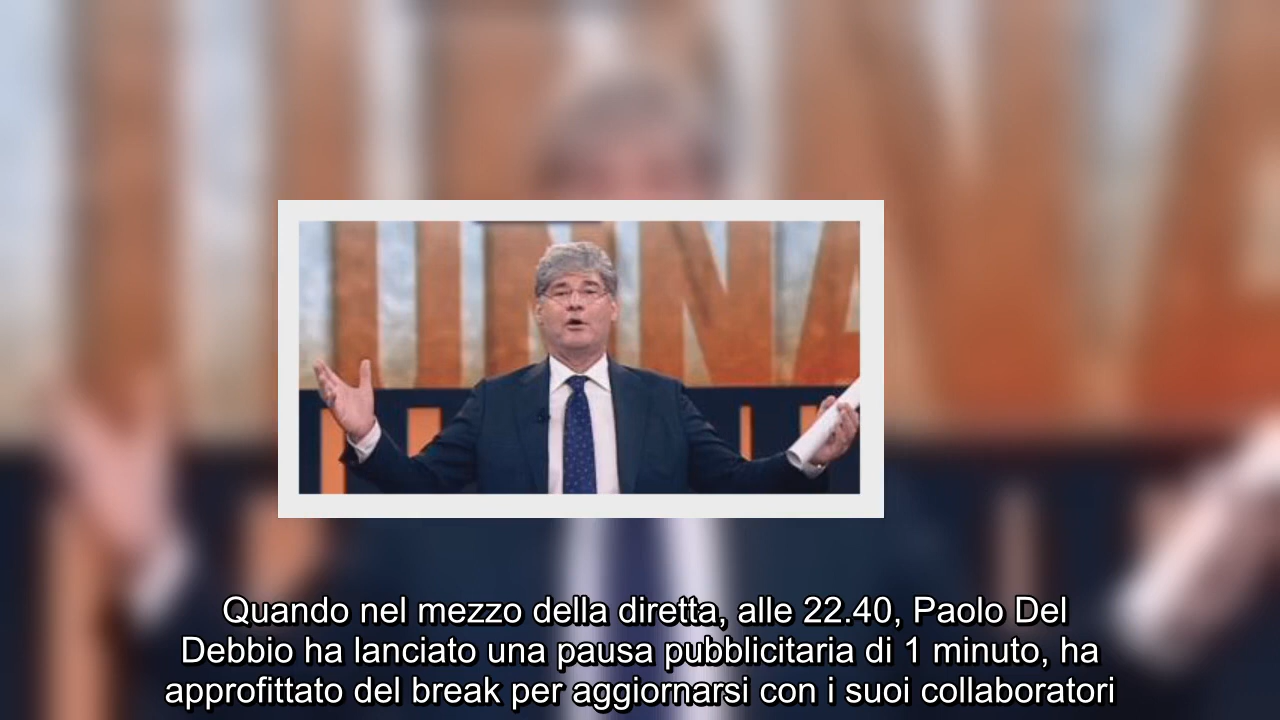 UNA
Quando nel mezzo della diretta, alle 22.40, Paolo Del
Debbio ha lanciato una pausa pubblicitaria di 1 minuto, ha
approfittato del break per aggiornarsi con i suoi collaboratori